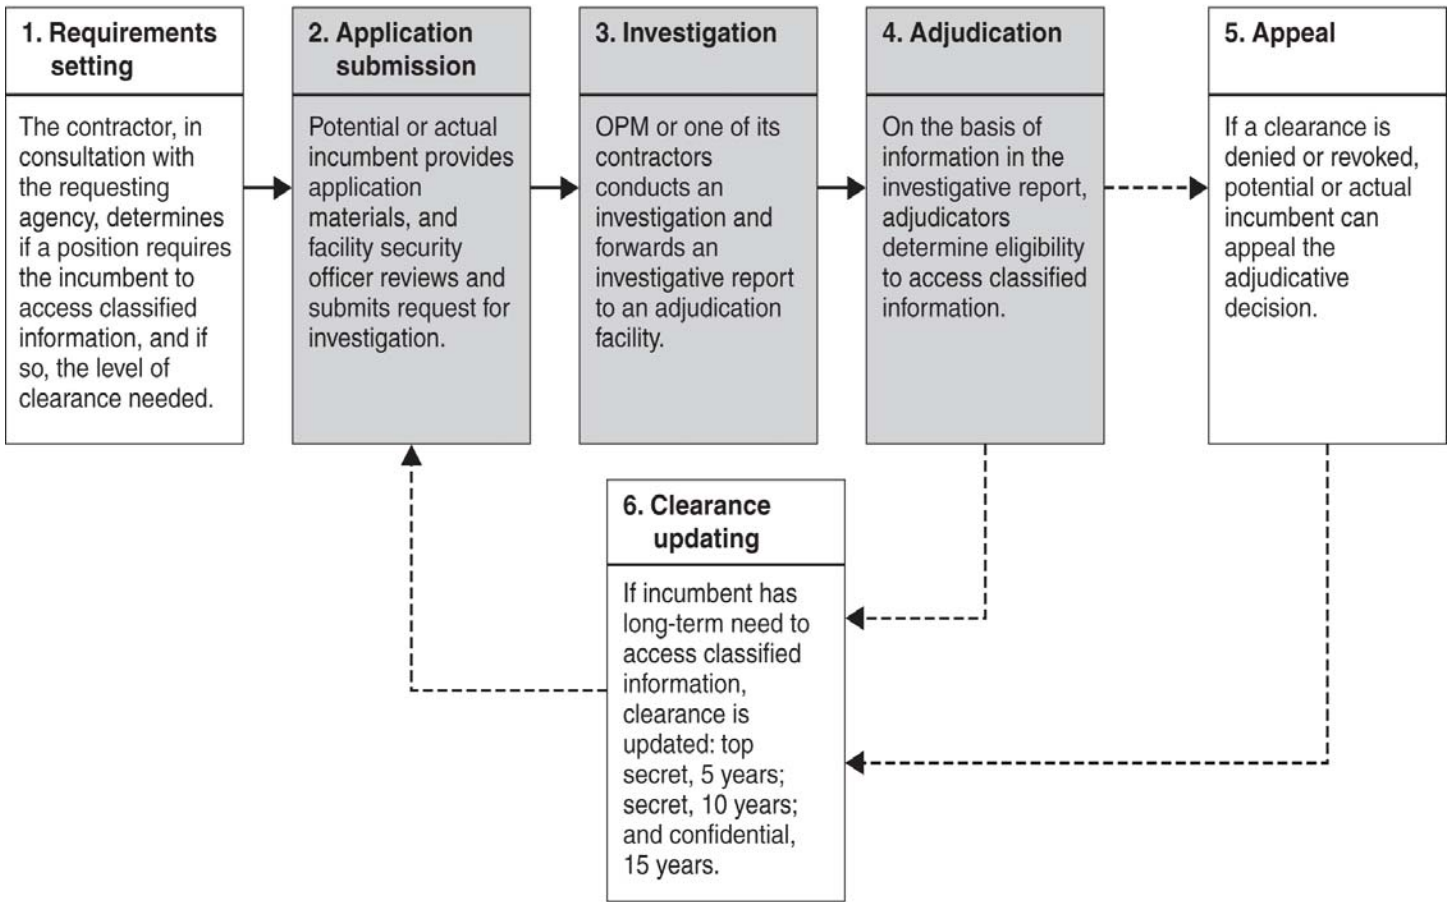 1. Requirements
setting
The contractor, in
consultation with
the requesting
agency, determines
if a position requires
the incumbent to
access classified
information, and if
so, the level of
clearance needed.
2. Application
submission
Potential or actual
incumbent provides
application
materials, and
facility security
officer reviews and
submits request for
investigation.
3. Investigation
OPM or one of its
contractors
conducts an
investigation and
forwards an
investigative report
to an adjudication
facility.
4. Adjudication
On the basis of
information in the
investigative report,
adjudicators
determine eligibility
to access classified
information.
5. Appeal
If a clearance is
denied or revoked,
potential or actual
incumbent can
appeal the
adjudicative
decision.
6. Clearance
updating
If incumbent has
long-term need to
access classified
information,
clearance is
updated: top
secret, 5 years;
secret, 10 years;
and confidential,
15 years.